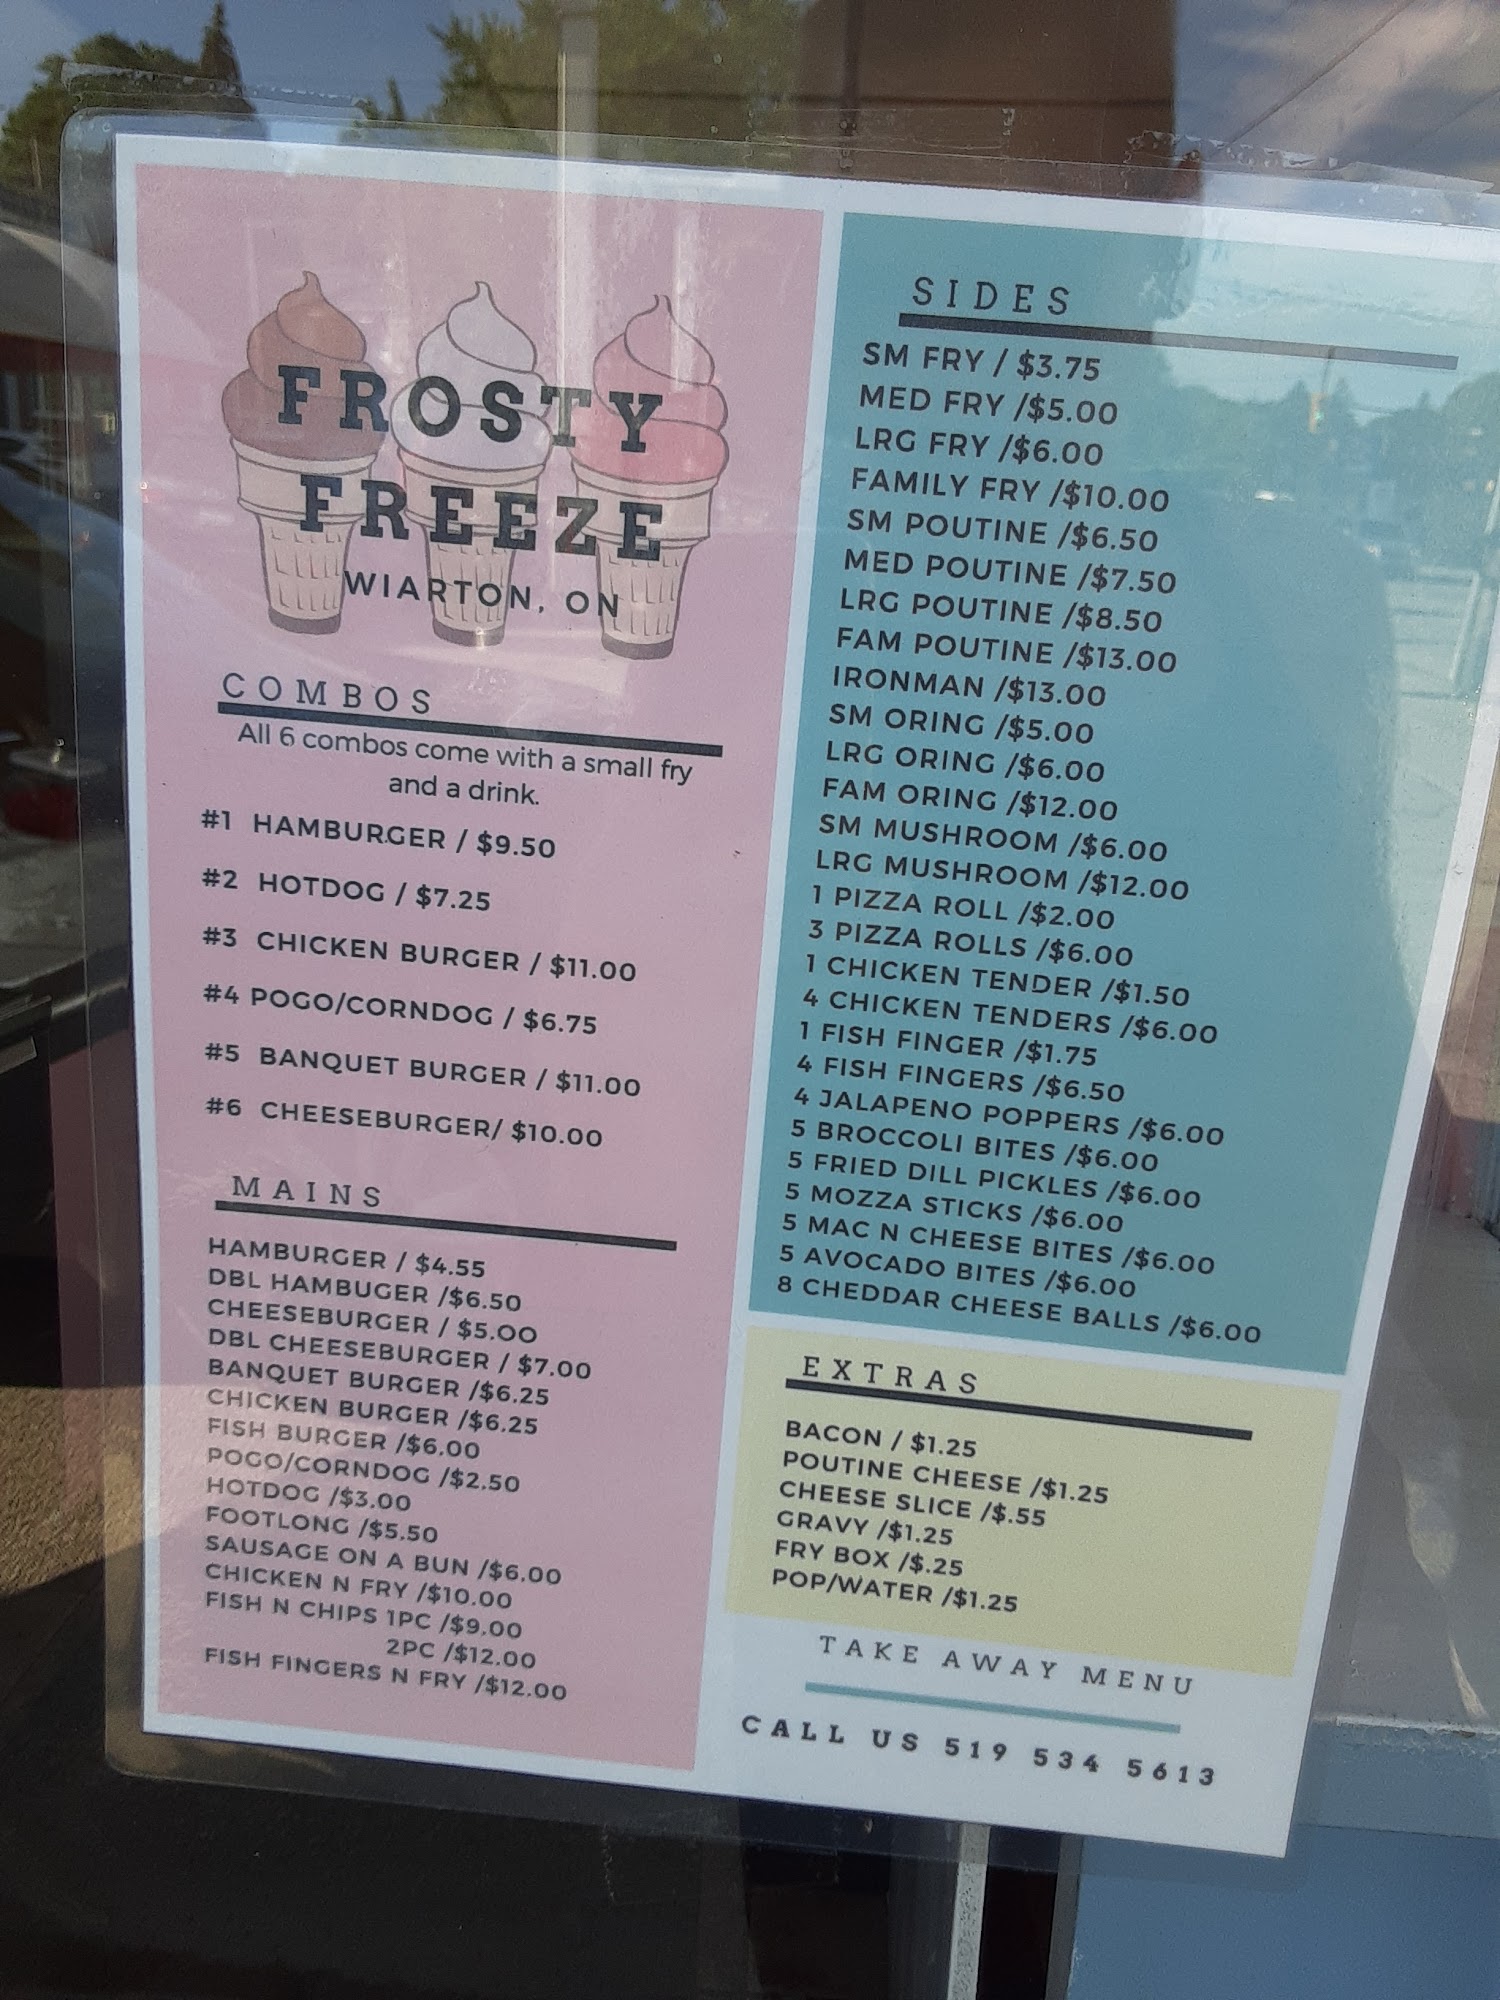 FROSTY
FREEZE
WIARTON, ON
COMBOS
All 6 combos come with a small fry
and a drink.
#1 HAMBURGER / $9.50
#2 HOTDOG / $7.25
#3 CHICKEN BURGER / $11.00
#4 POGO/CORNDOG / $6.75
#5 BANQUET BURGER / $11.00
#6 CHEESEBURGER/ $10.00
MAINS
HAMBURGER / $4.55
DBL HAMBUGER /$6.50
CHEESEBURGER / $5.00
DBL CHEESEBURGER / $7.00
BANQUET BURGER /$6.25
CHICKEN BURGER /$6.25
FISH BURGER /$6.00
POGO/CORNDOG /$2.50
HOTDOG /$3.00
FOOTLONG /$5.50
SAUSAGE ON A BUN /$6.00
CHICKEN N FRY /$10.00
FISH N CHIPS 1PC /$9.00
2PC /$12.00
FISH FINGERS N FRY /$12.00
SIDES
SM FRY / $3.75
MED FRY /$5.00
LRG FRY /$6.00
FAMILY FRY /$10.00
SM POUTINE /$6.50
MED POUTINE /$7.50
LRG POUTINE /$8.50
FAM POUTINE /$13.00
IRONMAN /$13.00
SM ORING /$5.00
LRG ORING /$6.00
FAM ORING /$12.00
SM MUSHROOM /$6.00
LRG MUSHROOM /$12.00
1 PIZZA ROLL /$2.00
3 PIZZA ROLLS /$6.00
1 CHICKEN TENDER /$1.50
4 CHICKEN TENDERS /$6.00
1 FISH FINGER /$1.75
4 FISH FINGERS /$6.50
4 JALAPENO POPPERS /$6.00
5 BROCCOLI BITES /$6.00
5 FRIED DILL PICKLES /$6.00
5 MOZZA STICKS /$6.00
5 MAC N CHEESE BITES /$6.00
5 AVOCADO BITES /$6.00
8 CHEDDAR CHEESE BALLS /$6.00
EXTRAS
BACON / $1.25
POUTINE CHEESE /$1.25
CHEESE SLICE /$.55
GRAVY /$1.25
FRY BOX /$.25
POP/WATER /$1.25
TAKE AWAY MENU
CALL US 519 534 5613